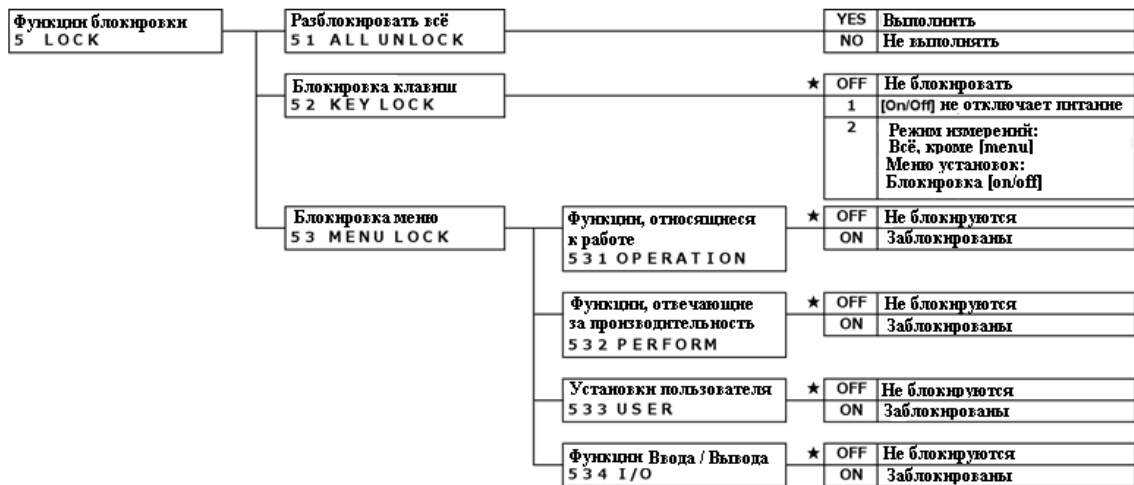 Функции блокировки
5 LOCK
Разблокировать всё
51 ALL UNLOCK
YES Выполнить
NO Не выполнять
Блокировка клавиш
52 KEY LOCK
★ OFF Не блокировать
1 [On/Off] не отключает питание
2 Режим измерений:
Всё, кроме [menu]
Меню установок:
Блокировка [on/off]
Блокировка меню
53 MENU LOCK
Функции, относящиеся
к работе
531 OPERATION
★ OFF Не блокируются
ON Заблокированы
Функции, отвечающие
за производительность
532 PERFORM
★ OFF Не блокируются
ON Заблокированы
Установки пользователя
533 USER
★ OFF Не блокируются
ON Заблокированы
Функции Ввода / Вывода
534 I/O
★ OFF Не блокируются
ON Заблокированы